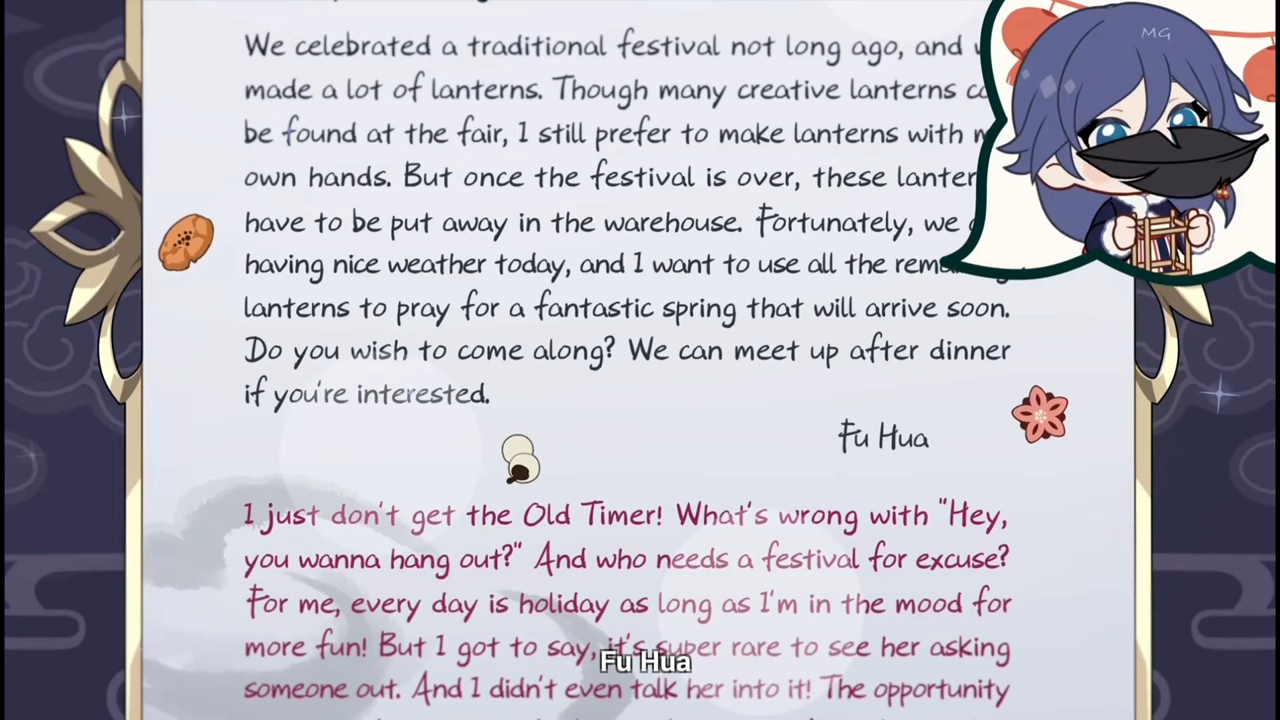 We celebrated a traditional festival not long ago, and
made a lot of lanterns. Though many creative lanterns
be found at the fair, I still prefer to make lanterns with
own hands. But once the festival is over, these
have to be put away in the warehouse. Fortunately, we
having nice weather today, and I want to use all the
lanterns to pray for a fantastic spring that will arrive soon.
Do you wish to come along? We can meet up after dinner
if you're interested.
Fu Hua
I just don't get the Old Timer! What's wrong with "Hey,
you wanna hang out?" And who needs a festival for excuse?
For me, every day is holiday as long as I'm in the mood for
more fun! But I got to say, it's super rare to see her asking
someone out. And I didn't even talk her into it! The opportunity
Fu Hua
MG